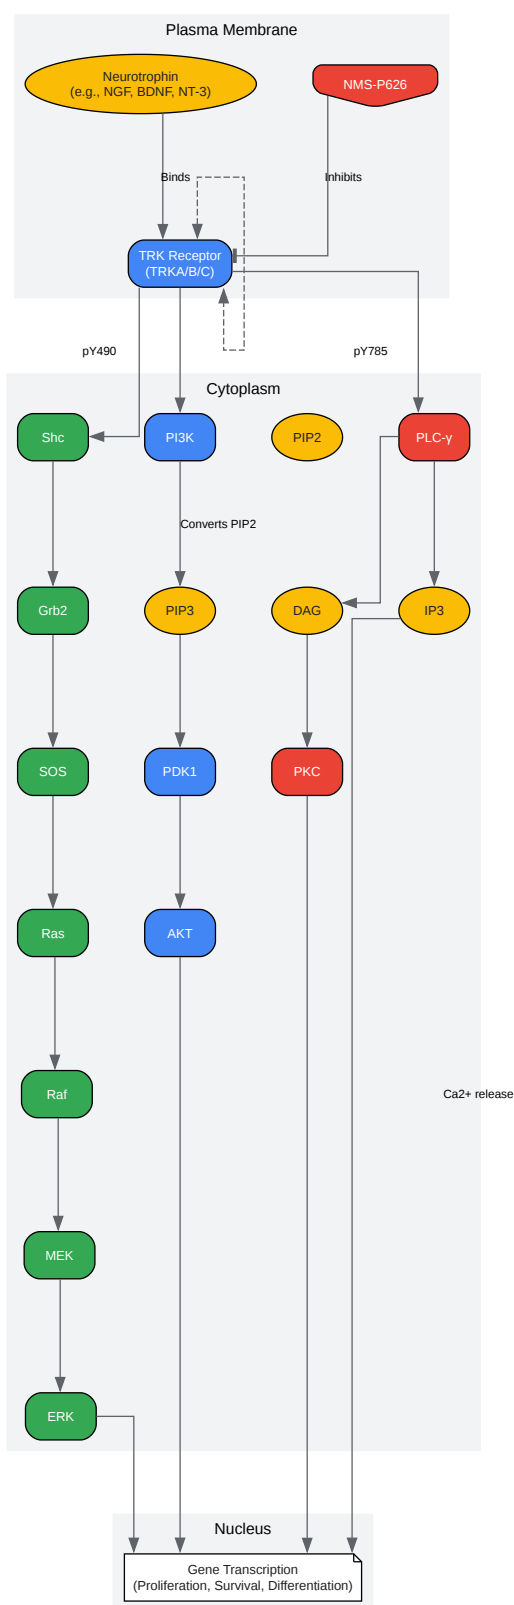 Plasma Membrane
Neurotrophin
(e.g., NGF, BDNF, NT-3)
NMS-P626
Binds
Inhibits
TRK Receptor
(TRKA/B/C)
pY490
pY785
Cytoplasm
Shc
PI3K
PIP2
PLC-γ
Converts PIP2
Grb2
PIP3
DAG
IP3
SOS
PDK1
PKC
Ras
AKT
Raf
Ca2+ release
MEK
ERK
Nucleus
Gene Transcription
(Proliferation, Survival, Differentiation)